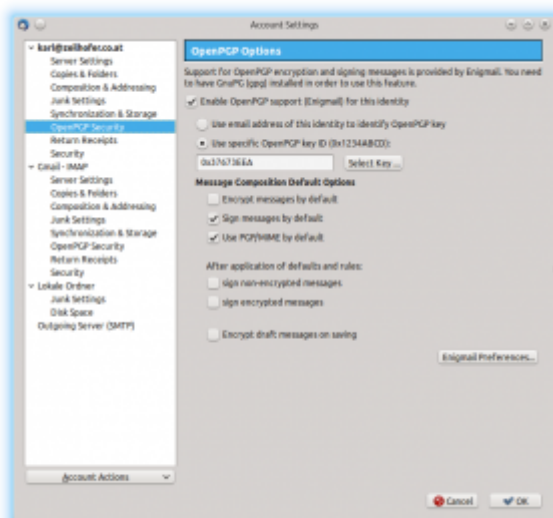 Account Settings
karl@zeilhofer.co.at
Server Settings
Copies & Folders
Composition & Addressing
Junk Settings
Synchronization & Storage
OpenPGP Security
Return Receipts
Security
Gmail - IMAP
Server Settings
Copies & Folders
Composition & Addressing
Junk Settings
Synchronization & Storage
OpenPGP Security
Return Receipts
Security
Lokale Ordner
Junk Settings
Disk Space
Outgoing Server (SMTP)
Account Actions
OpenPGP Options
Support for OpenPGP encryption and signing messages is provided by Enigmail. You need
to have GnuPG (gpg) installed in order to use this feature.
Enable OpenPGP support (Enigmail) for this identity
Use email address of this identity to identify OpenPGP key
Use specific OpenPGP key ID (0x1234ABCD):
0x37673EEA
Select Key ...
Message Composition Default Options
Encrypt messages by default
Sign messages by default
Use PGP/MIME by default
After application of defaults and rules:
sign non-encrypted messages
sign encrypted messages
Encrypt draft messages on saving
Enigmail Preferences...
Cancel
OK